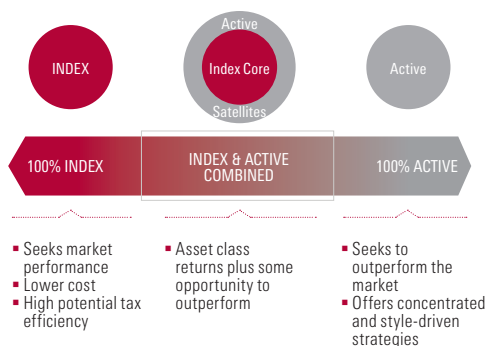 INDEX
Active
Index Core
Satellites
Active
100% INDEX
INDEX & ACTIVE
COMBINED
100% ACTIVE
▪ Seeks market
performance
▪ Lower cost
▪ High potential tax
efficiency
▪ Asset class
returns plus some
opportunity to
outperform
▪ Seeks to
outperform the
market
▪ Offers concentrated
and style-driven
strategies